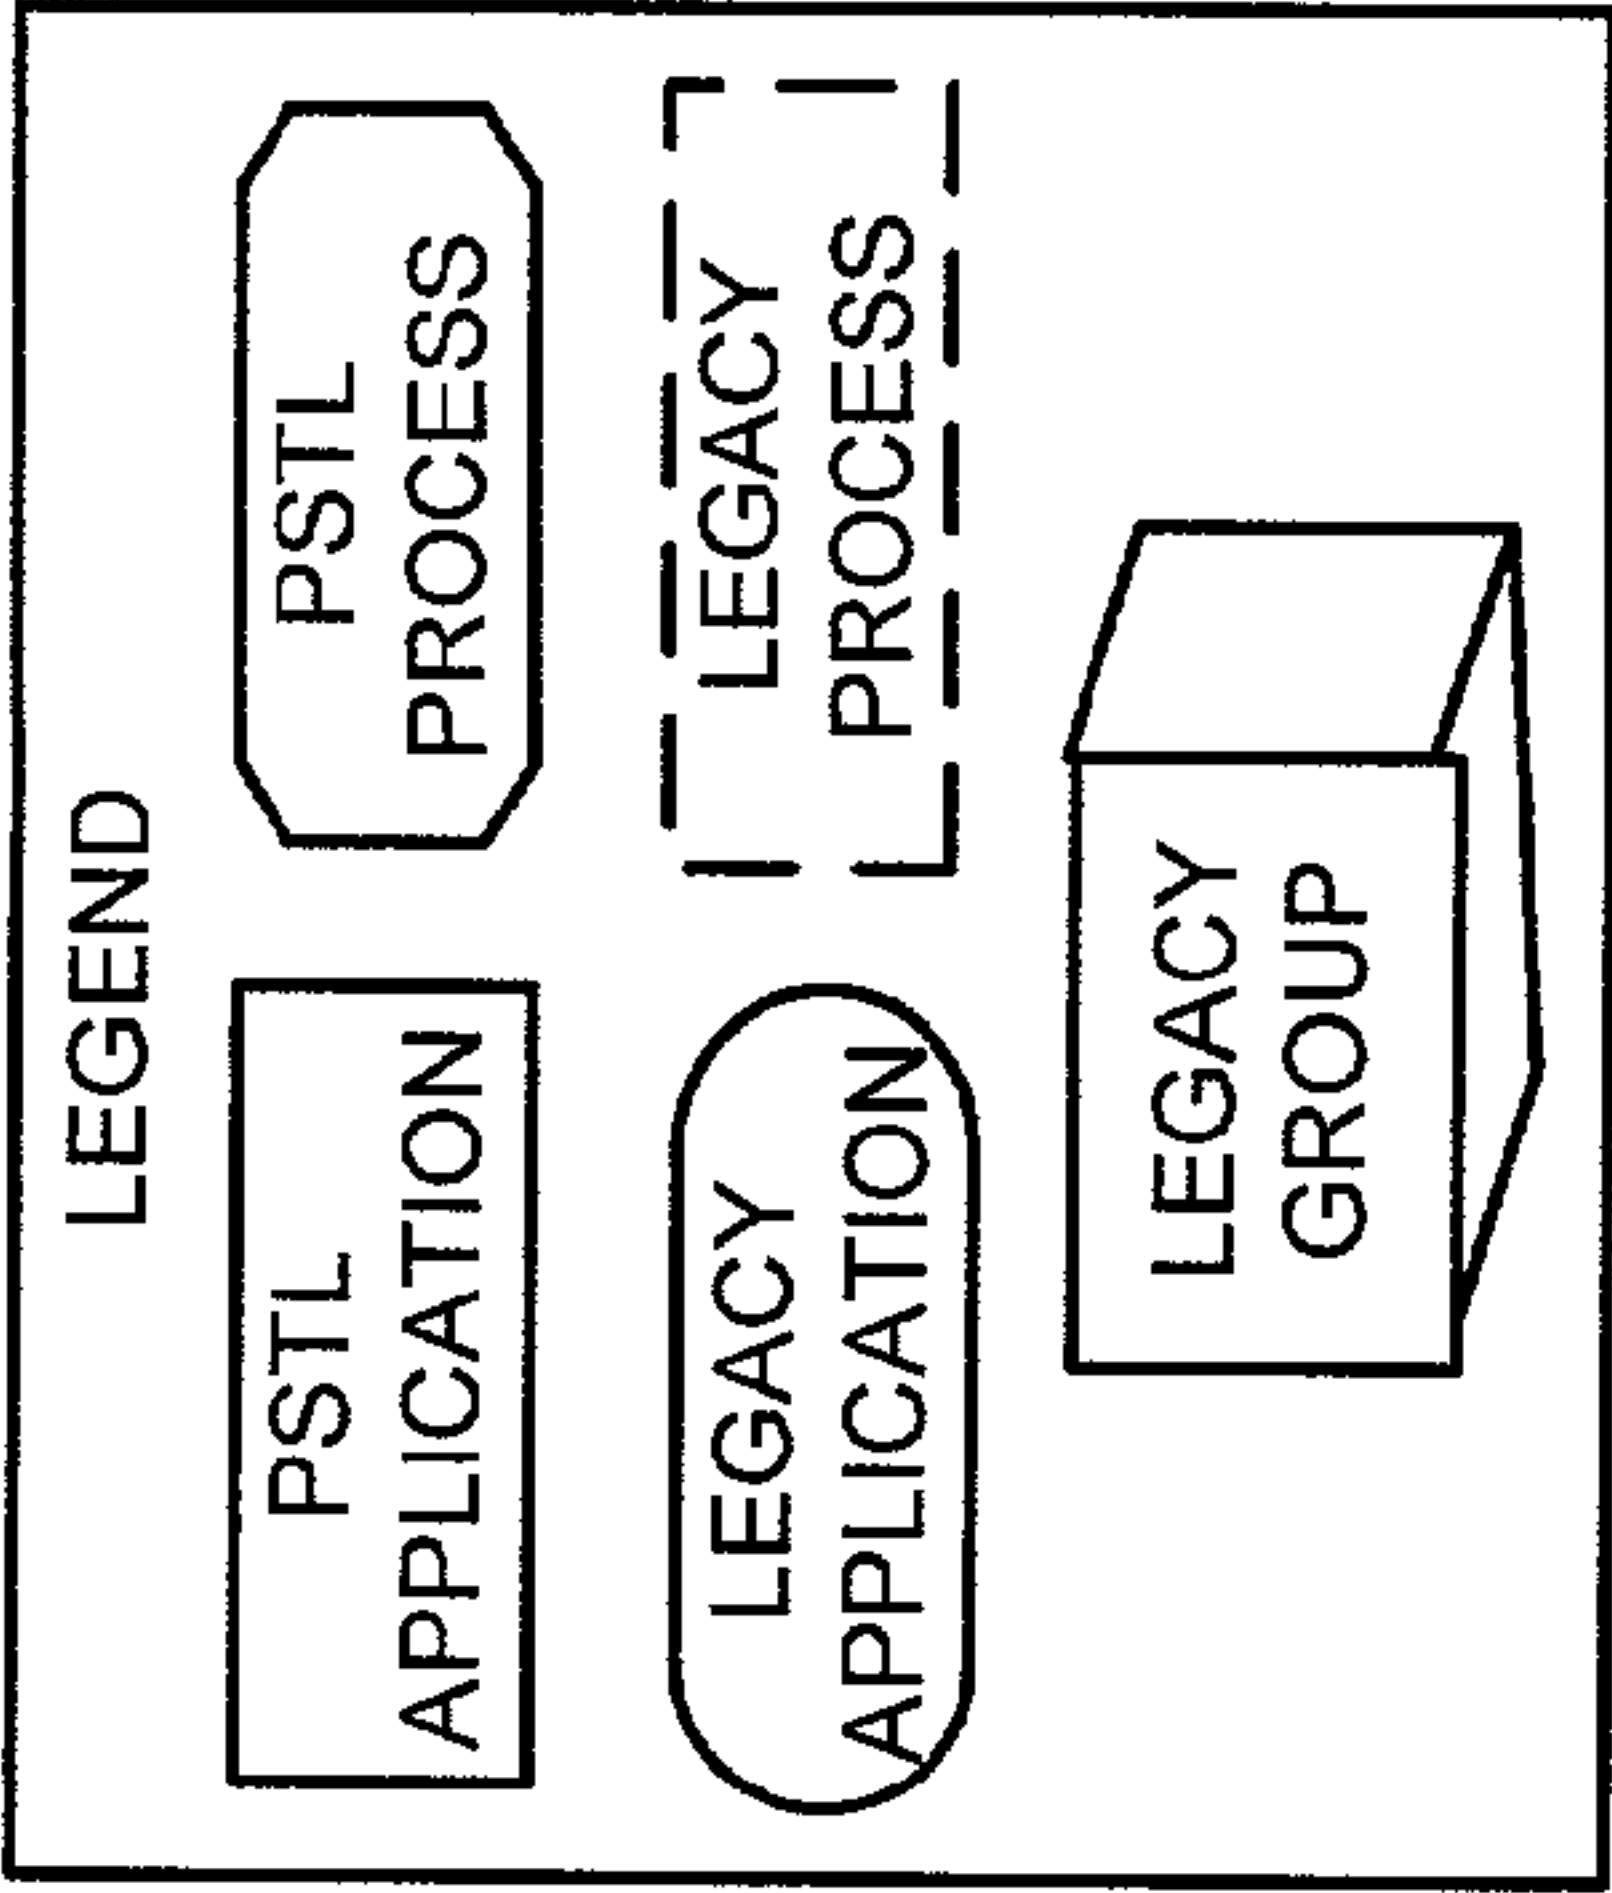 LEGEND
PSTL
APPLICATION
PSTL
PROCESS
LEGACY
APPLICATION
LEGACY
PROCESS
LEGACY
GROUP